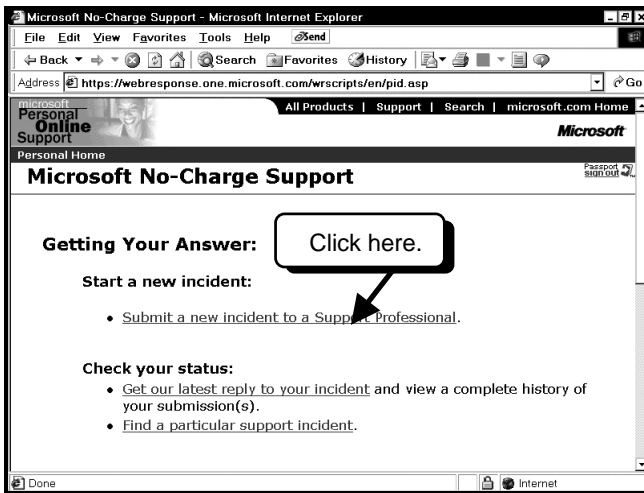 Microsoft No-Charge Support - Microsoft Internet Explorer
File Edit View Favorites Tools Help Send
Back Search Favorites History
Address https://webresponse.one.microsoft.com/wrscripts/en/pid.asp Go
All Products | Support | Search | microsoft.com Home
microsoft
Personal
Online
Support
Microsoft
Personal Home
Microsoft No-Charge Support
Passport
sign out
Getting Your Answer:
Click here.
Start a new incident:
• Submit a new incident to a Support Professional.
Check your status:
• Get our latest reply to your incident and view a complete history of
your submission(s).
• Find a particular support incident.
Done Internet